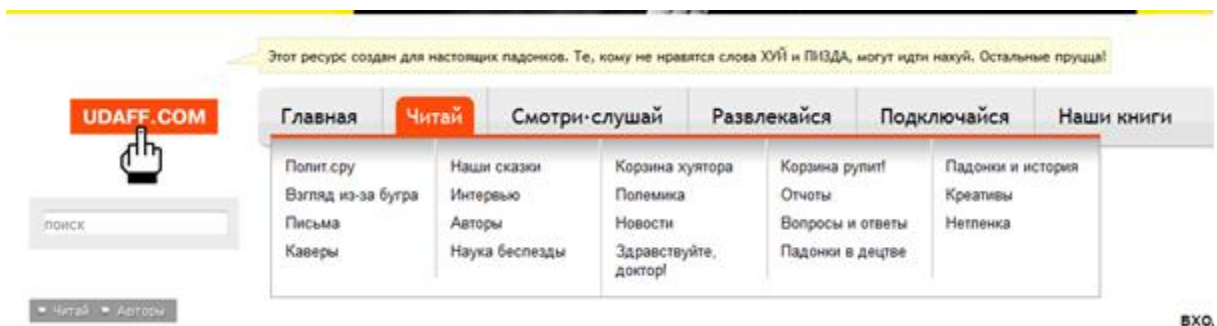 Этот ресурс создан для настоящих падонков. Те, кому не нравятся слова ХУЙ и ПИЗДА, могут идти нахуй. Остальные пруцца!
UDAFF.COM
Главная Читай Смотри-слушай Развлекайся Подключайся Наши книги
Полит.сру Наши сказки Корзина хуятора Корзина рулит! Падонки и история
Взгляд из-за бугра Интервью Полемика Отчоты Креативы
поиск
Письма Авторы Новости Вопросы и ответы Нетленка
Каверы Наука беспезды Здравствуйте, Падонки в децтве
доктор!
Читай Авторы
вхо